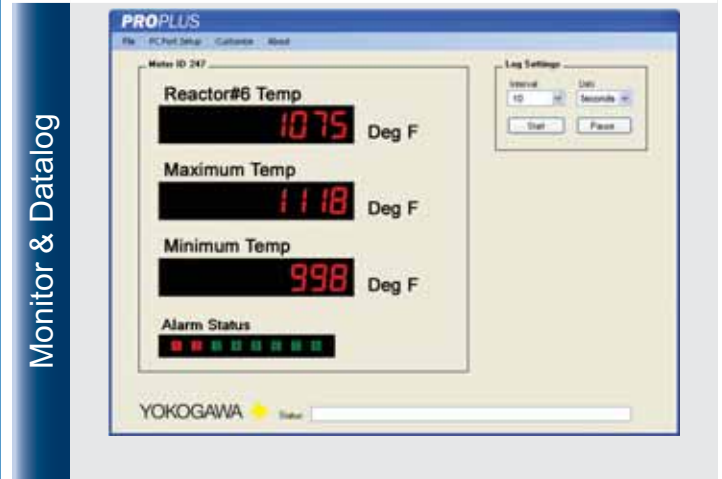 Monitor & Datalog
PROPLUS
File PC Port Setup Customize About
Meter ID 247
Reactor#6 Temp
1075 Deg F
Maximum Temp
1118 Deg F
Minimum Temp
998 Deg F
Alarm Status
Log Settings
Interval Units
10 Seconds
Start Pause
YOKOGAWA
Status